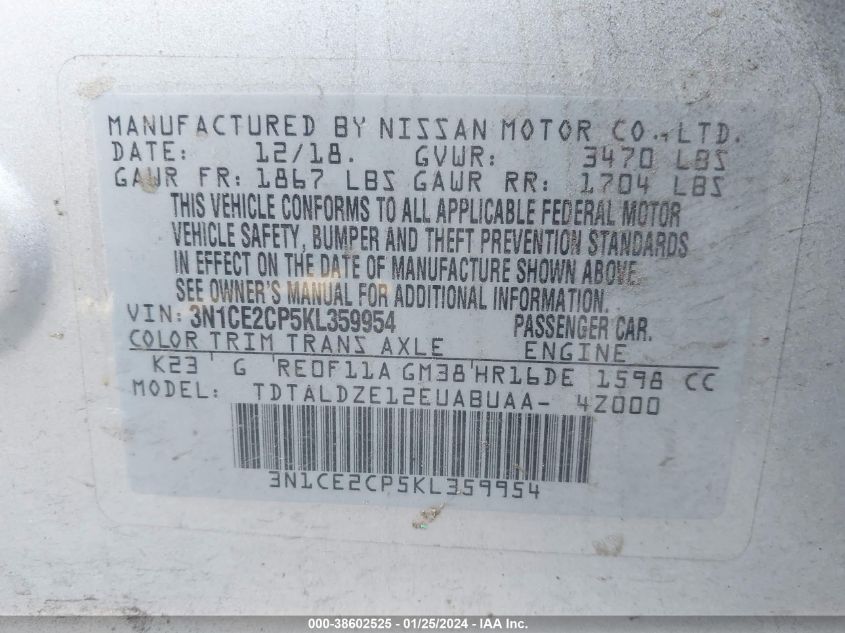 MANUFACTURED BY NISSAN MOTOR CO., LTD.
DATE: 12/18. GVWR: 3470 LBS
GAWR FR: 1867 LBS GAWR RR: 1704 LBS
THIS VEHICLE CONFORMS TO ALL APPLICABLE FEDERAL MOTOR
VEHICLE SAFETY, BUMPER AND THEFT PREVENTION STANDARDS
IN EFFECT ON THE DATE OF MANUFACTURE SHOWN ABOVE.
SEE OWNER'S MANUAL FOR ADDITIONAL INFORMATION.
VIN: 3N1CE2CP5KL359954 PASSENGER CAR.
COLOR TRIM TRANS AXLE ENGINE
K23 G RE0F11A GM38 HR16DE 1598 CC
MODEL: TDTALDZE12EUABUAA- 4Z000
3N1CE2CP5KL359954
000-38602525 - 01/25/2024 - IAA Inc.